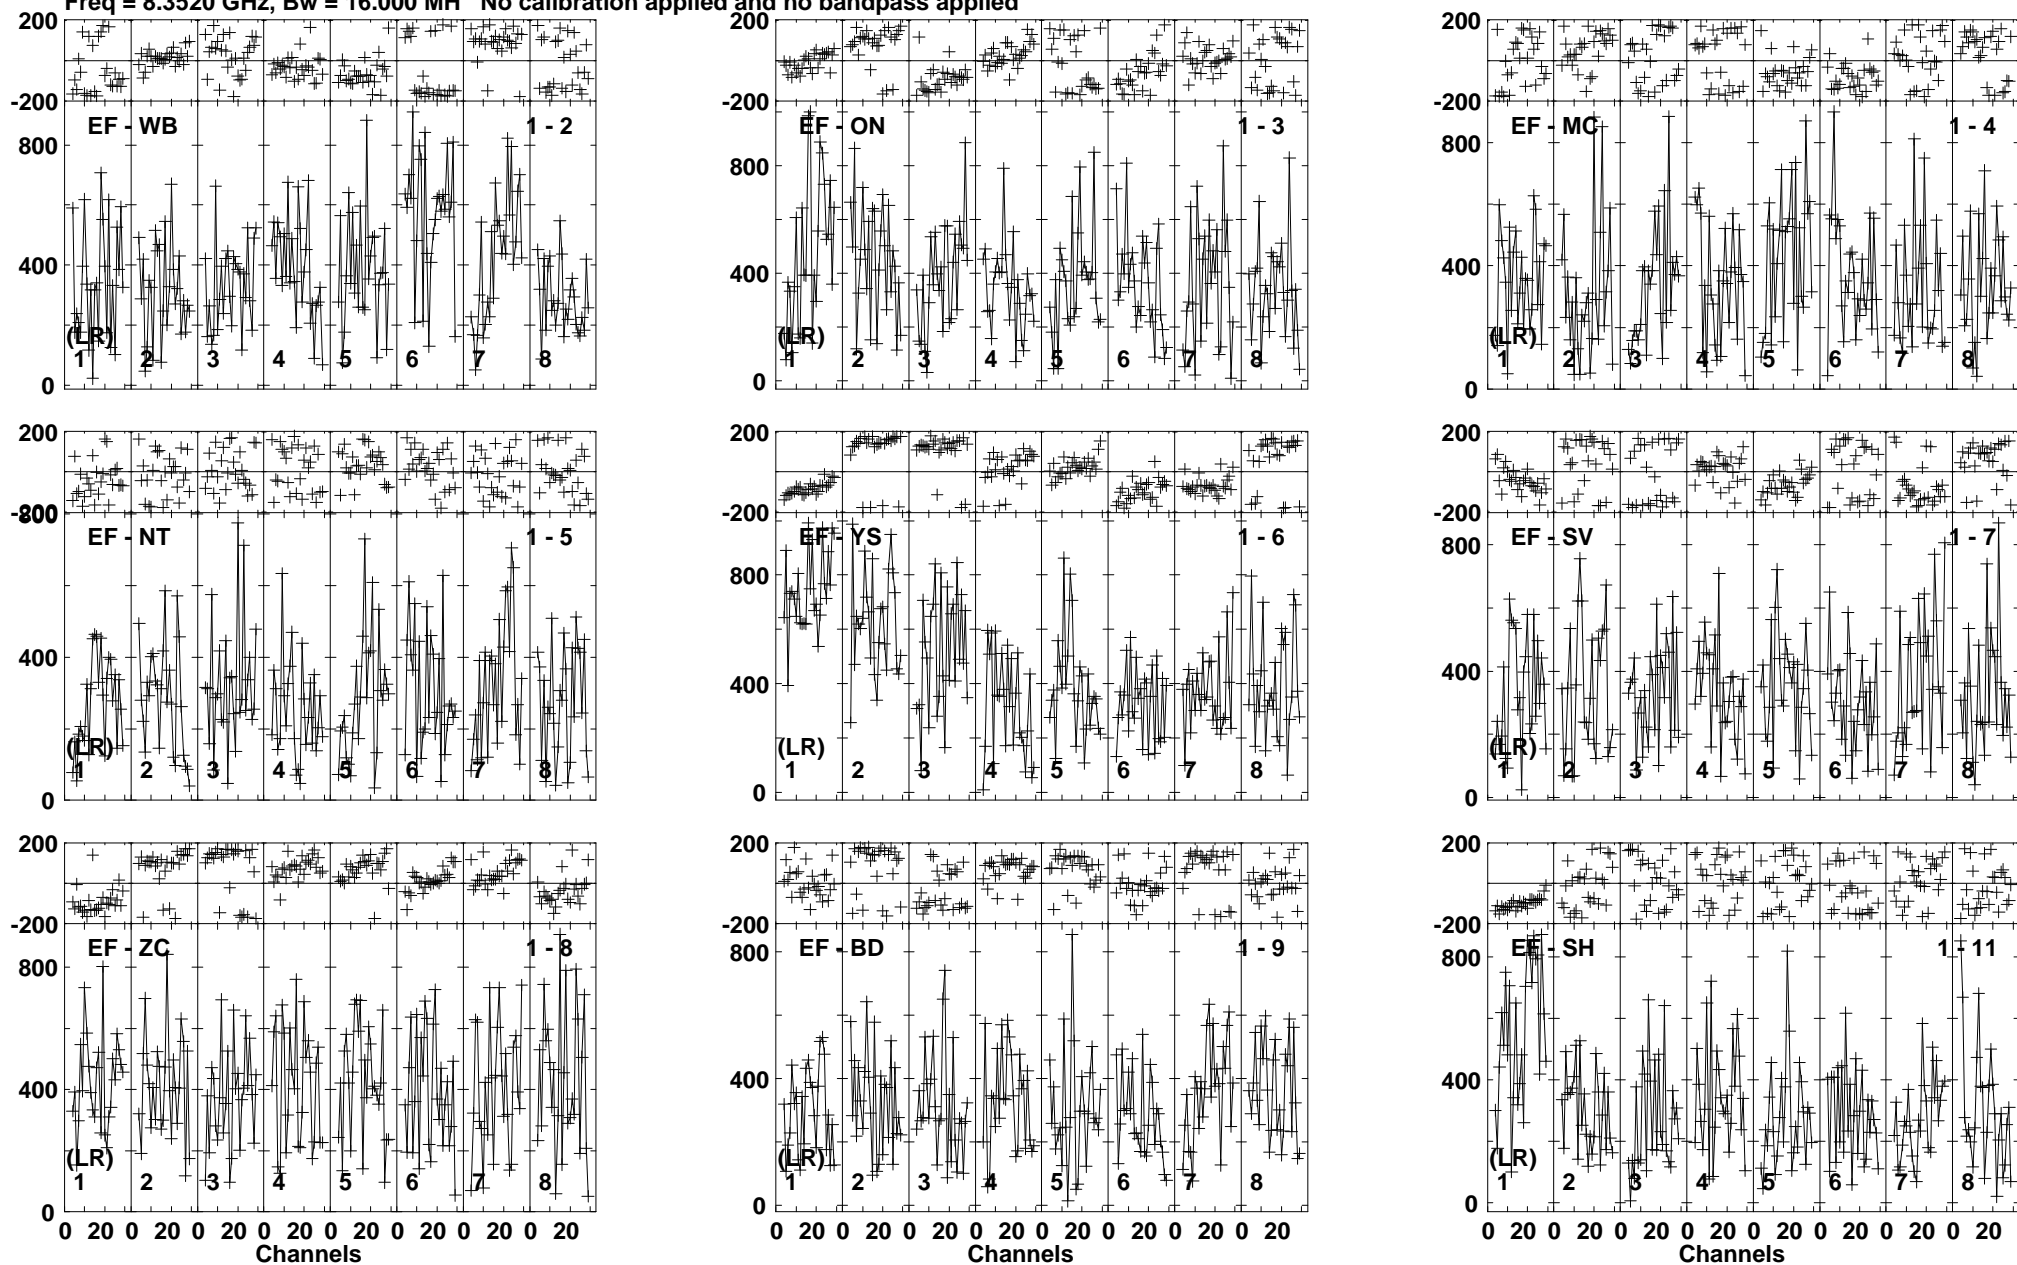 Freq = 8.3520 GHz, Bw = 16.000 MH No calibration applied and no bandpass applied
200 200 200
-200 -200 -200
EF - WB 1 - 2 EF - ON 1 - 3 EF - MC 1 - 4
800 800 800
400 400 400
(LR) (LR) (LR)
1 2 3 4 5 6 7 8 1 2 3 4 5 6 7 8 1 2 3 4 5 6 7 8
0 0 0
200 200 200
-200 -200 -200
800
EF - NT 1 - 5 EF - YS 1 - 6 EF - SV 1 - 7
800 800
400 400 400
(LR) (LR) (LR)
1 2 3 4 5 6 7 8 1 2 3 4 5 6 7 8 1 2 3 4 5 6 7 8
0 0 0
200 200 200
-200 -200 -200
EF - ZC 1 - 8 EF - BD 1 - 9 EF - SH 1 - 11
800 800 800
400 400 400
(LR) (LR) (LR)
1 2 3 4 5 6 7 8 1 2 3 4 5 6 7 8 1 2 3 4 5 6 7 8
0 0 0
0 20 0 20 0 20 0 20 0 20 0 20 0 20 0 20 0 20 0 20 0 20 0 20 0 20 0 20 0 20 0 20 0 20 0 20 0 20 0 20 0 20 0 20 0 20 0 20
Channels Channels Channels